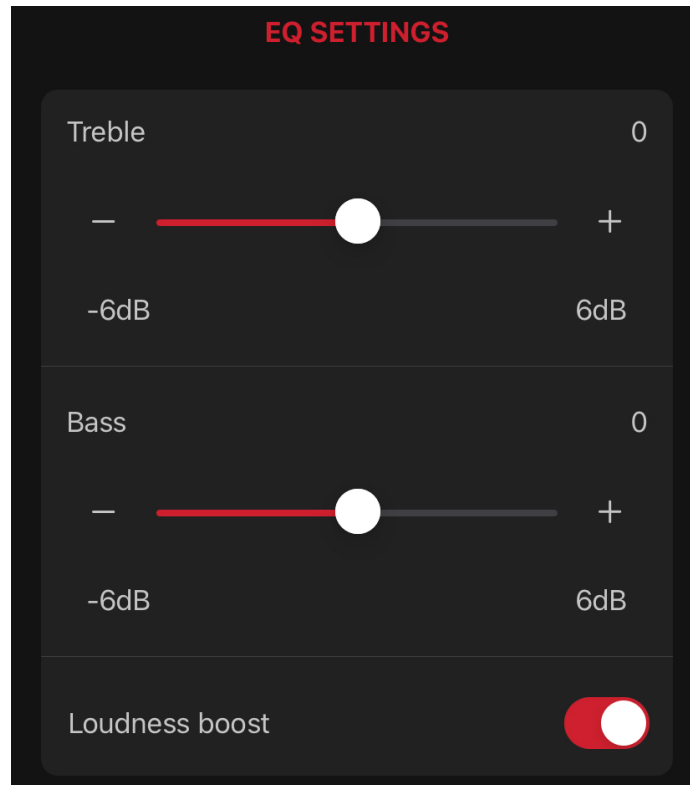 EQ SETTINGS
Treble 0
− +
-6dB 6dB
Bass 0
− +
-6dB 6dB
Loudness boost